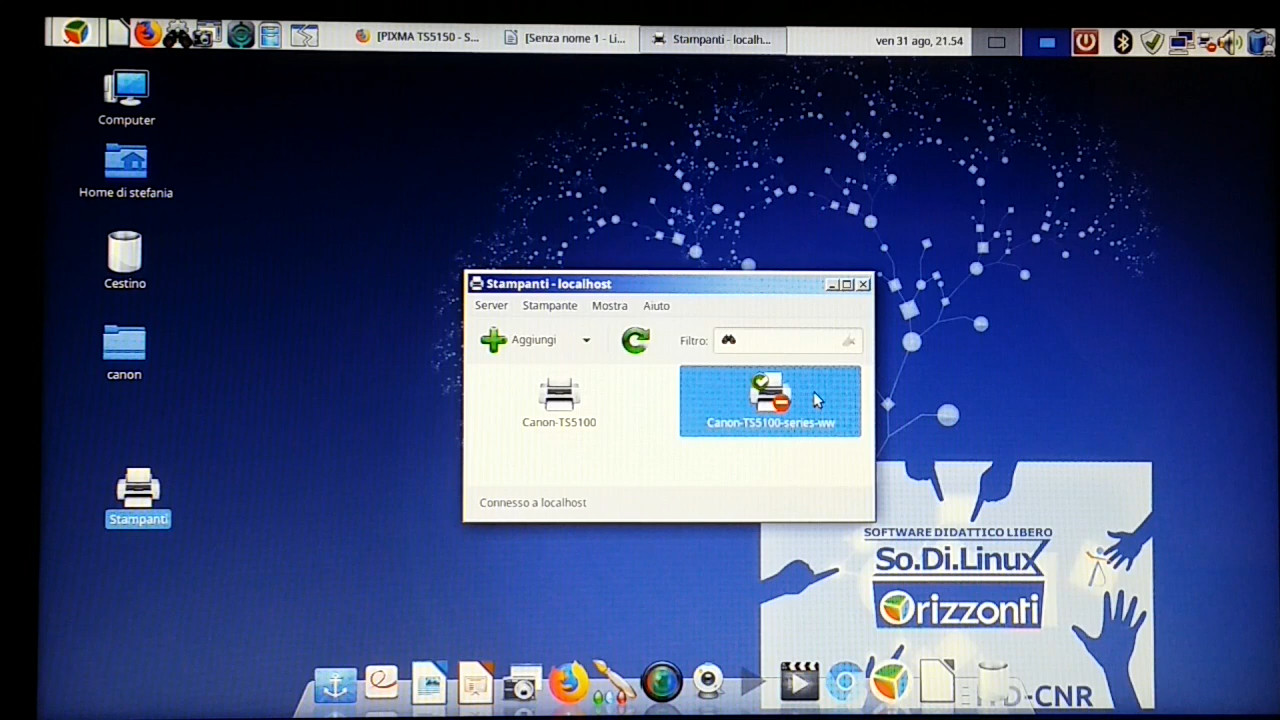 [PIXMA TS5150 - S...
[Senza nome 1 - Li...
Stampanti - localh...
ven 31 ago, 21.54
Computer
Home di stefania
Cestino
canon
Stampanti
Stampanti - localhost
Server Stampante Mostra Aiuto
Aggiungi
Filtro:
Canon-TS5100
Canon-TS5100-series-ww
Connesso a localhost
SOFTWARE DIDATTICO LIBERO
So.Di.Linux
Orizzonti
D-CNR